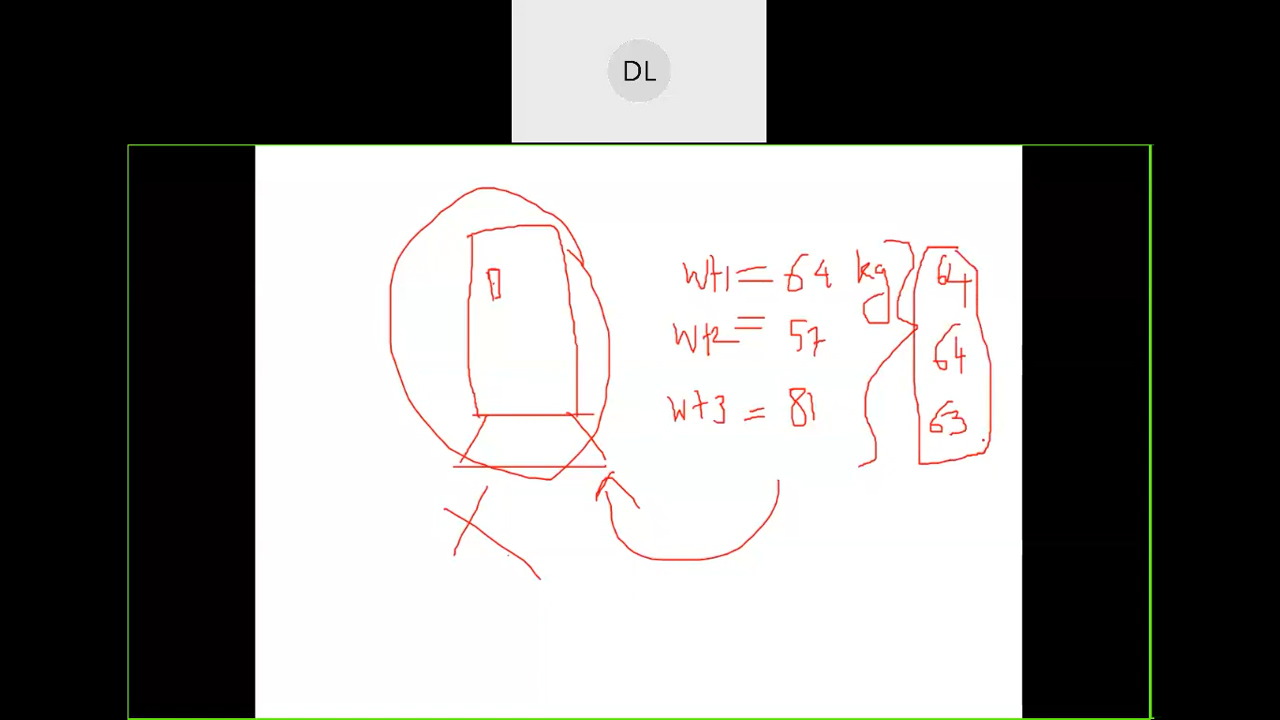 DL
wt1 = 64 kg
64
wt2 = 57
64
wt3 = 81
63